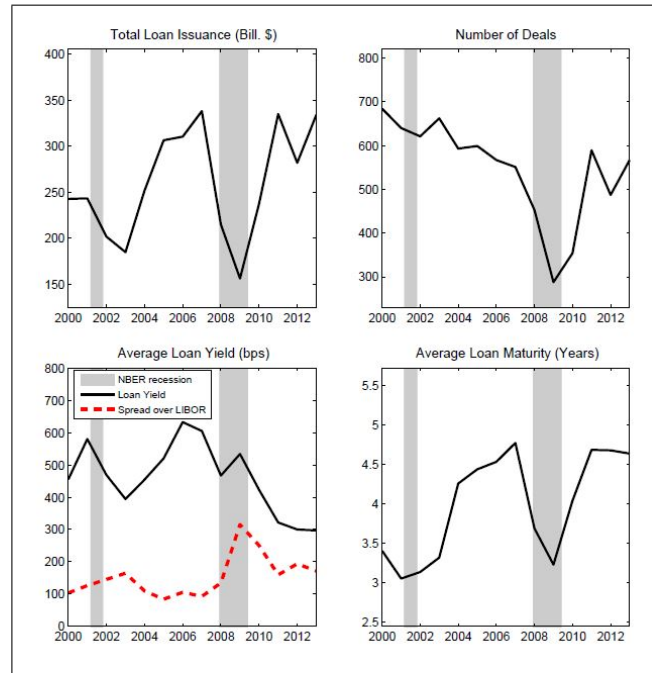 Total Loan Issuance (Bill. $)
400
350
300
250
200
150
2000 2002 2004 2006 2008 2010 2012
Number of Deals
800
700
600
500
400
300
2000 2002 2004 2006 2008 2010 2012
Average Loan Yield (bps)
800
700
600
500
400
300
200
100
0
NBER recession
Loan Yield
Spread over LIBOR
2000 2002 2004 2006 2008 2010 2012
Average Loan Maturity (Years)
5.5
5
4.5
4
3.5
3
2.5
2000 2002 2004 2006 2008 2010 2012